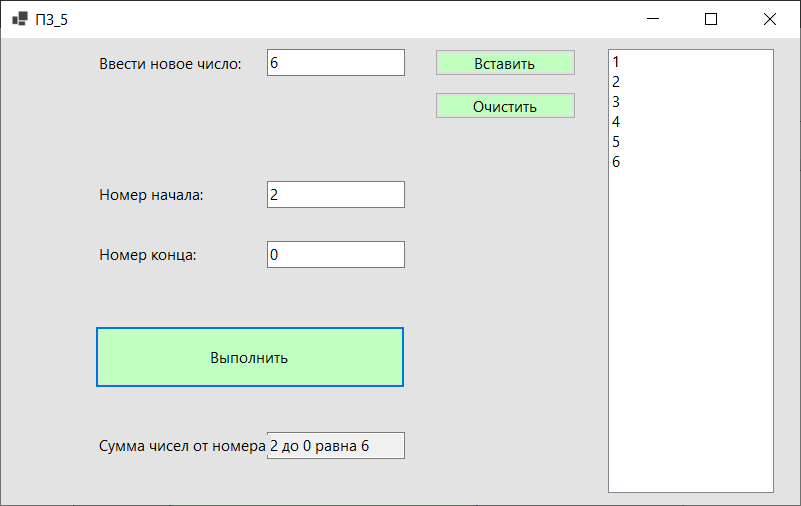 ПЗ_5
Ввести новое число:
6
Вставить
Очистить
Номер начала:
2
Номер конца:
0
Выполнить
Сумма чисел от номера 2 до 0 равна 6
1
2
3
4
5
6